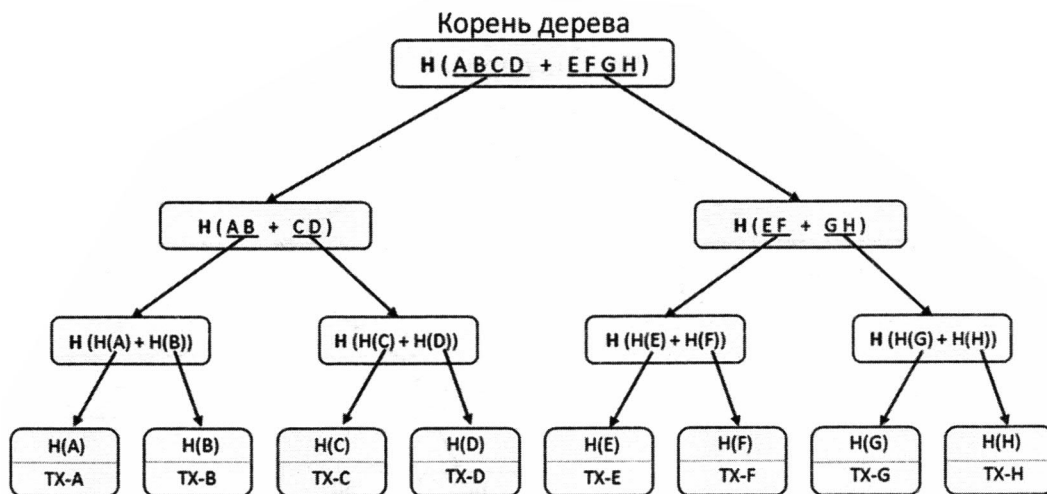 Корень дерева
H (ABCD + EFGH)
H (AB + CD)
H (EF + GH)
H (H(A) + H(B))
H (H(C) + H(D))
H (H(E) + H(F))
H (H(G) + H(H))
H(A)
TX-A
H(B)
TX-B
H(C)
TX-C
H(D)
TX-D
H(E)
TX-E
H(F)
TX-F
H(G)
TX-G
H(H)
TX-H